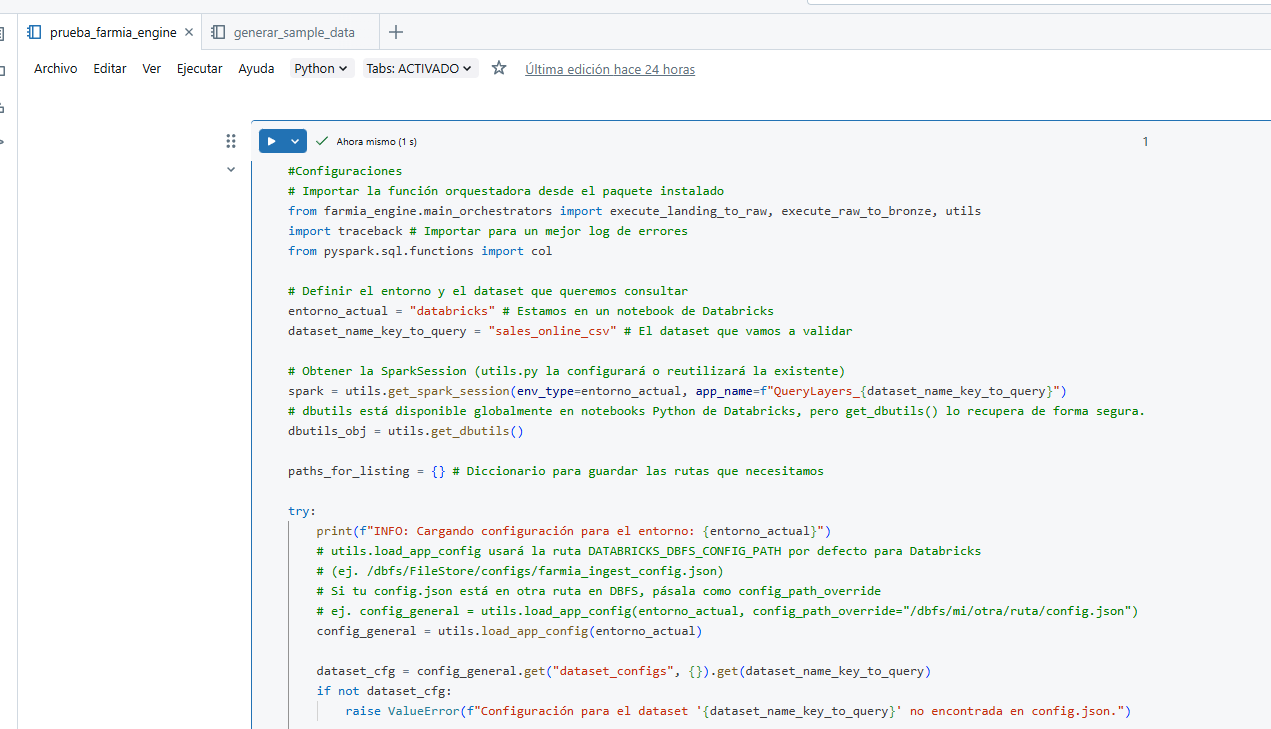 prueba_farmia_engine
generar_sample_data
Archivo Editar Ver Ejecutar Ayuda Python Tabs: ACTIVADO Última edición hace 24 horas
Ahora mismo (1 s) 1
#Configuraciones
# Importar la función orquestadora desde el paquete instalado
from farmia_engine.main_orchestrators import execute_landing_to_raw, execute_raw_to_bronze, utils
import traceback # Importar para un mejor log de errores
from pyspark.sql.functions import col
# Definir el entorno y el dataset que queremos consultar
entorno_actual = "databricks" # Estamos en un notebook de Databricks
dataset_name_key_to_query = "sales_online_csv" # El dataset que vamos a validar
# Obtener la SparkSession (utils.py la configurará o reutilizará la existente)
spark = utils.get_spark_session(env_type=entorno_actual, app_name=f"QueryLayers_{dataset_name_key_to_query}")
# dbutils está disponible globalmente en notebooks Python de Databricks, pero get_dbutils() lo recupera de forma segura.
dbutils_obj = utils.get_dbutils()
paths_for_listing = {} # Diccionario para guardar las rutas que necesitamos
try:
    print(f"INFO: Cargando configuración para el entorno: {entorno_actual}")
    # utils.load_app_config usará la ruta DATABRICKS_DBFS_CONFIG_PATH por defecto para Databricks
    # (ej. /dbfs/FileStore/configs/farmia_ingest_config.json)
    # Si tu config.json está en otra ruta en DBFS, pásala como config_path_override
    # ej. config_general = utils.load_app_config(entorno_actual, config_path_override="/dbfs/mi/otra/ruta/config.json")
    config_general = utils.load_app_config(entorno_actual)
    dataset_cfg = config_general.get("dataset_configs", {}).get(dataset_name_key_to_query)
    if not dataset_cfg:
        raise ValueError(f"Configuración para el dataset '{dataset_name_key_to_query}' no encontrada en config.json.")